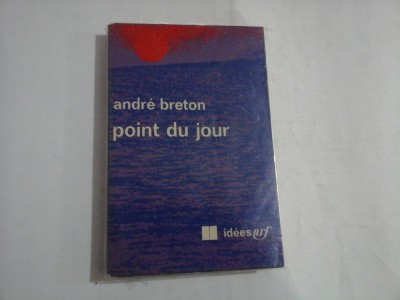 andré breton
point du jour
idées nrf